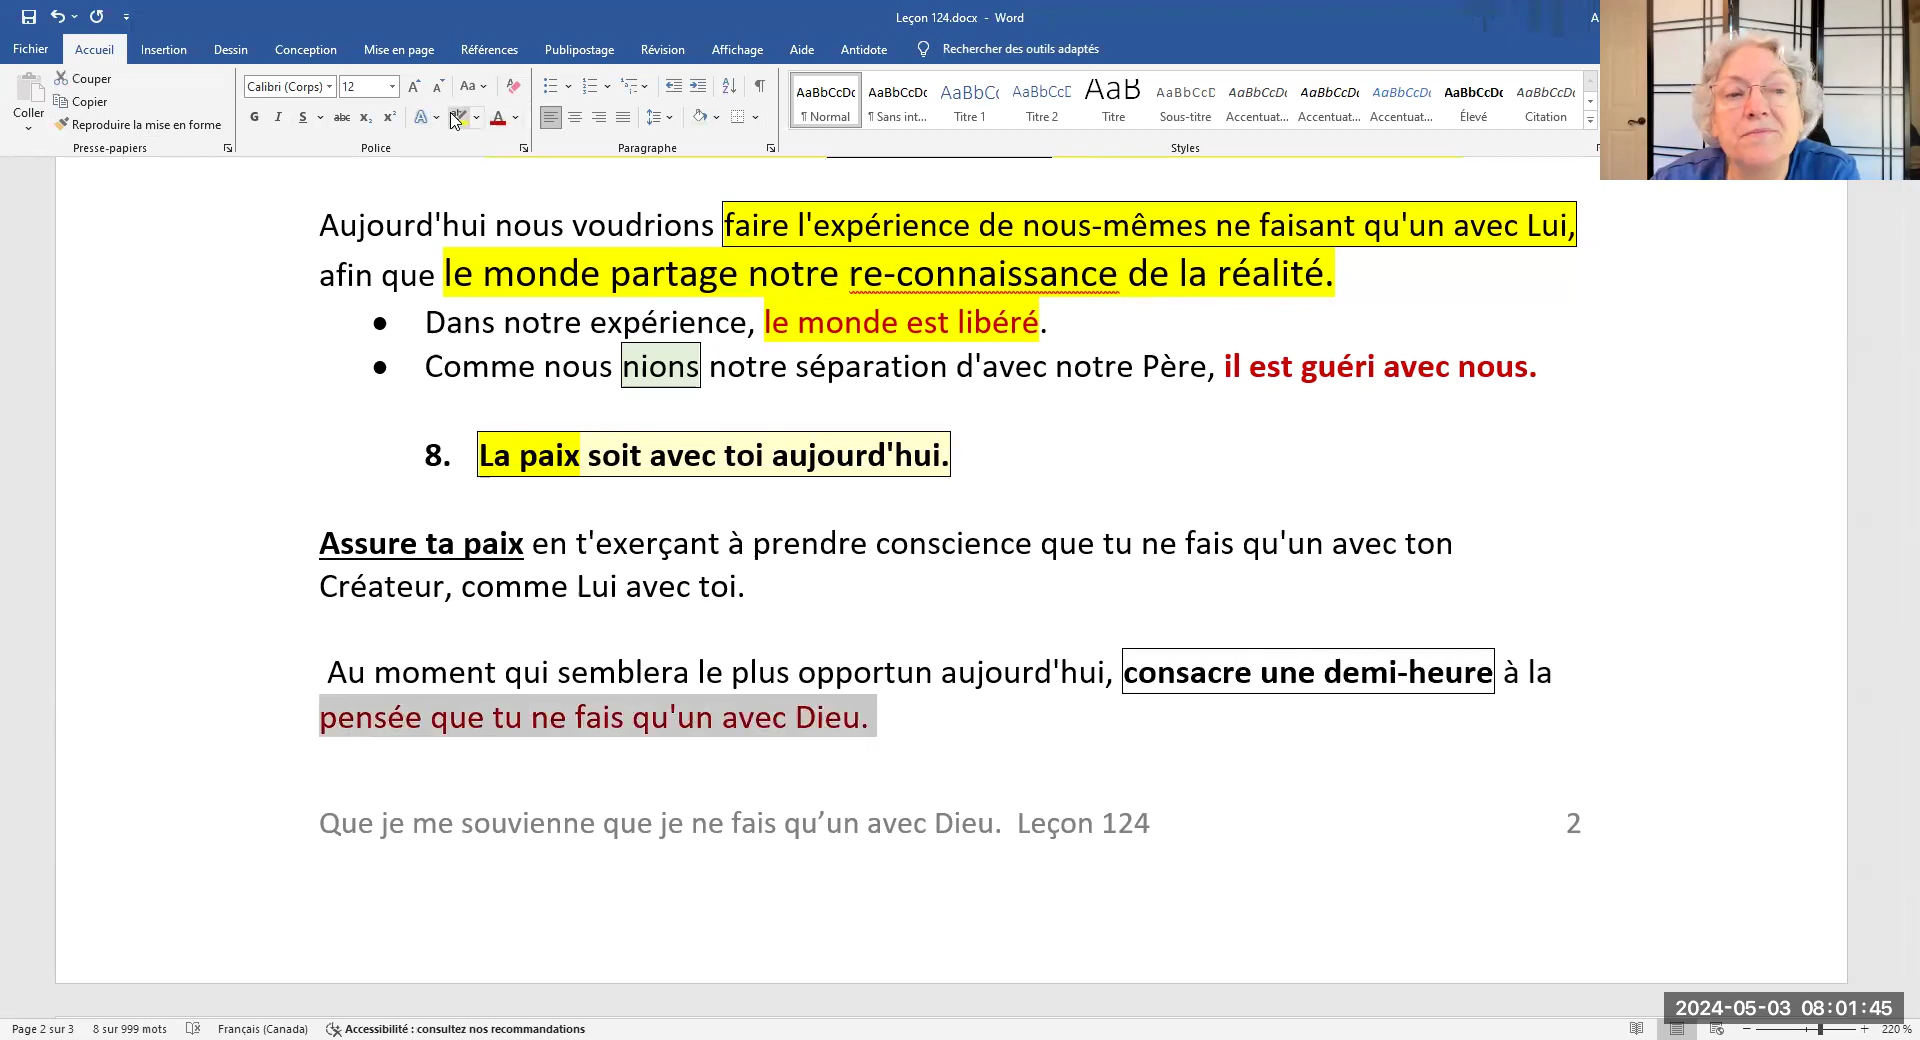 Leçon 124.docx - Word
A
Fichier Accueil Insertion Dessin Conception Mise en page Références Publipostage Révision Affichage Aide Antidote Rechercher des outils adaptés
Coller
Couper
Copier
Reproduire la mise en forme
Presse-papiers
Calibri (Corps) 12
Police
Paragraphe
AaBbCcDc AaBbCcDc AaBbCc AaBbCcD AaB AaBbCcD AaBbCcDc AaBbCcDc AaBbCcDc AaBbCcDc AaBbCcDc
¶ Normal ¶ Sans int... Titre 1 Titre 2 Titre Sous-titre Accentuat... Accentuat... Accentuat... Élevé Citation
Styles
Aujourd'hui nous voudrions faire l'expérience de nous-mêmes ne faisant qu'un avec Lui,
afin que le monde partage notre re-connaissance de la réalité.
• Dans notre expérience, le monde est libéré.
• Comme nous nions notre séparation d'avec notre Père, il est guéri avec nous.
8. La paix soit avec toi aujourd'hui.
Assure ta paix en t'exerçant à prendre conscience que tu ne fais qu'un avec ton
Créateur, comme Lui avec toi.
Au moment qui semblera le plus opportun aujourd'hui, consacre une demi-heure à la
pensée que tu ne fais qu'un avec Dieu.
Que je me souvienne que je ne fais qu’un avec Dieu. Leçon 124 2
2024-05-03 08:01:45
Page 2 sur 3 8 sur 999 mots Français (Canada) Accessibilité : consultez nos recommandations 220 %